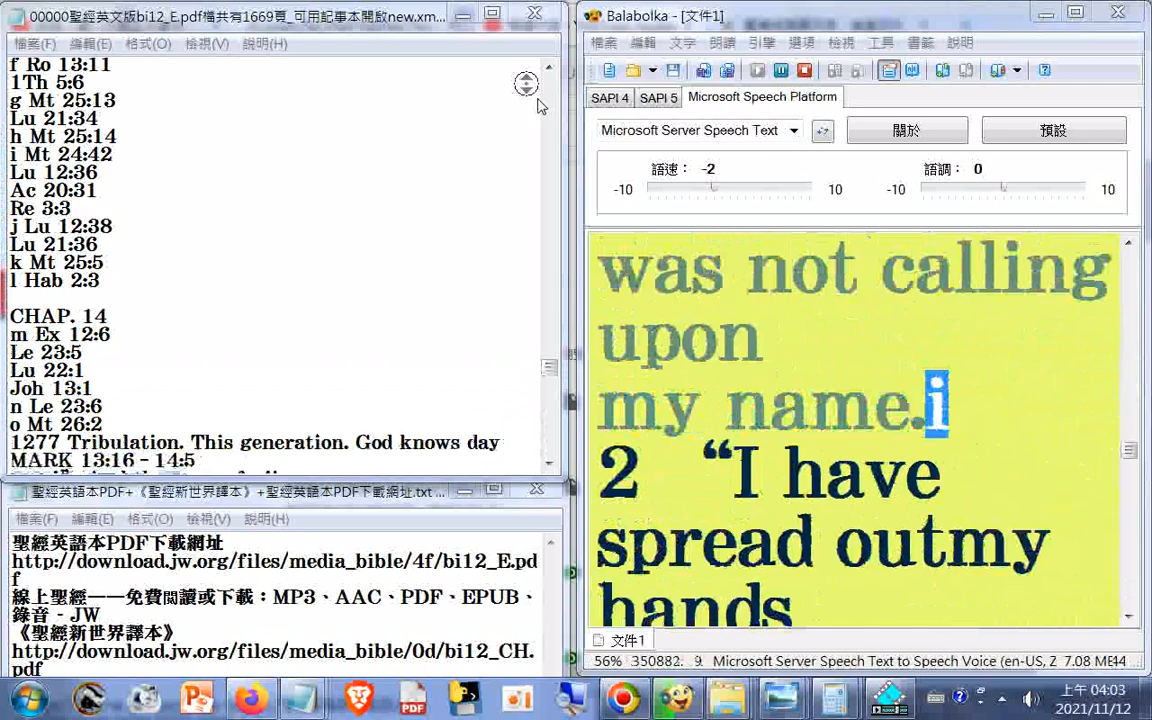 00000聖經英文版bi12_E.pdf檔共有1669頁_可用記事本開啟new.xm...
檔案(F) 編輯(E) 格式(O) 檢視(V) 說明(H)
f Ro 13:11
1Th 5:6
g Mt 25:13
Lu 21:34
h Mt 25:14
i Mt 24:42
Lu 12:36
Ac 20:31
Re 3:3
j Lu 12:38
Lu 21:36
k Mt 25:5
l Hab 2:3
CHAP. 14
m Ex 12:6
Le 23:5
Lu 22:1
Joh 13:1
n Le 23:6
o Mt 26:2
1277 Tribulation. This generation. God knows day
MARK 13:16 – 14:5
聖經英語本PDF+《聖經新世界譯本》+聖經英語本PDF下載網址.txt ...
檔案(F) 編輯(E) 格式(O) 檢視(V) 說明(H)
聖經英語本PDF下載網址
http://download.jw.org/files/media_bible/4f/bi12_E.pd
f
線上聖經——免費閱讀或下載：MP3、AAC、PDF、EPUB、
錄音 - JW
《聖經新世界譯本》
http://download.jw.org/files/media_bible/0d/bi12_CH.
pdf
Balabolka - [文件1]
檔案 編輯 文字 朗讀 引擎 選項 檢視 工具 書籤 說明
SAPI 4 SAPI 5 Microsoft Speech Platform
Microsoft Server Speech Text 關於 預設
語速： -2 語調： 0
-10 10 -10 10
was not calling
upon
my name.i
2 “I have
spread outmy
hands
文件1
56% 350882. 9 Microsoft Server Speech Text to Speech Voice (en-US, Z 7.08 ME44
上午 04:03
2021/11/12